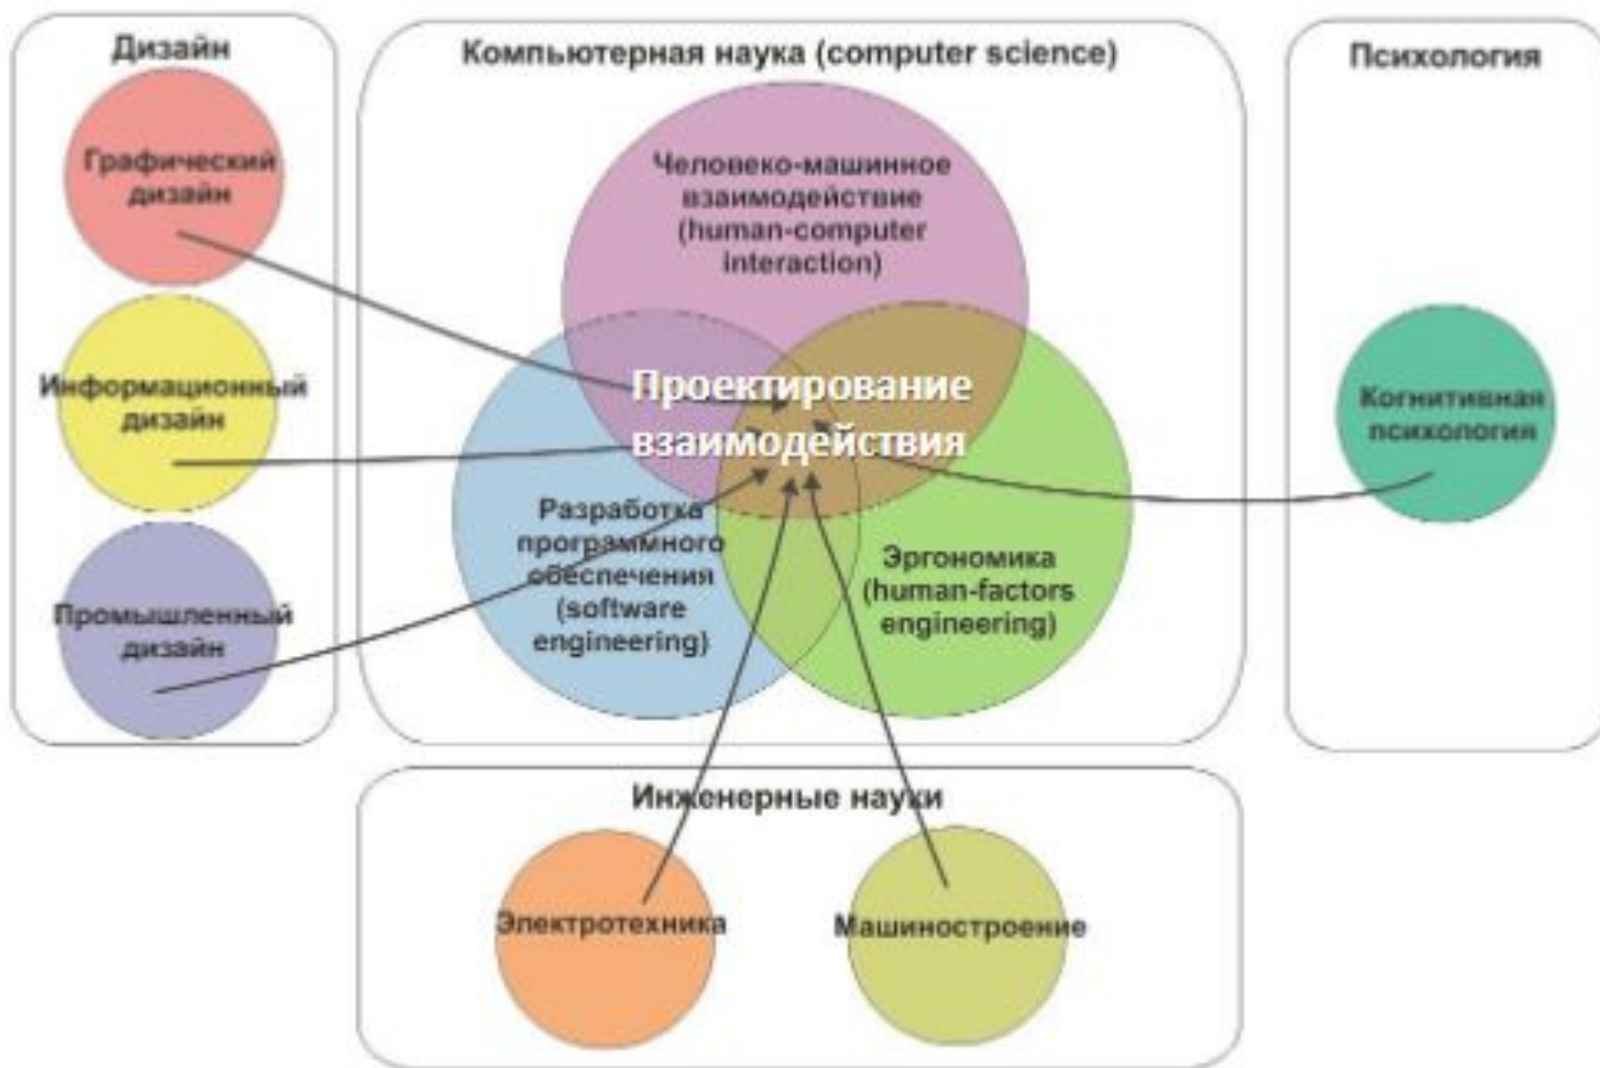 Дизайн
Графический
дизайн
Информационный
дизайн
Промышленный
дизайн
Компьютерная наука (computer science)
Человеко-машинное
взаимодействие
(human-computer
interaction)
Проектирование
взаимодействия
Разработка
программного
обеспечения
(software
engineering)
Эргономика
(human-factors
engineering)
Психология
Когнитивная
психология
Инженерные науки
Электротехника
Машиностроение